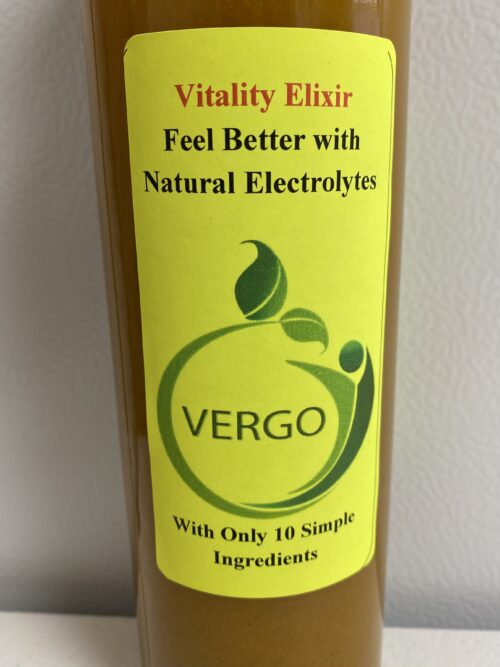 Vitality Elixir
Feel Better with
Natural Electrolytes
VERGO
With Only 10 Simple
Ingredients